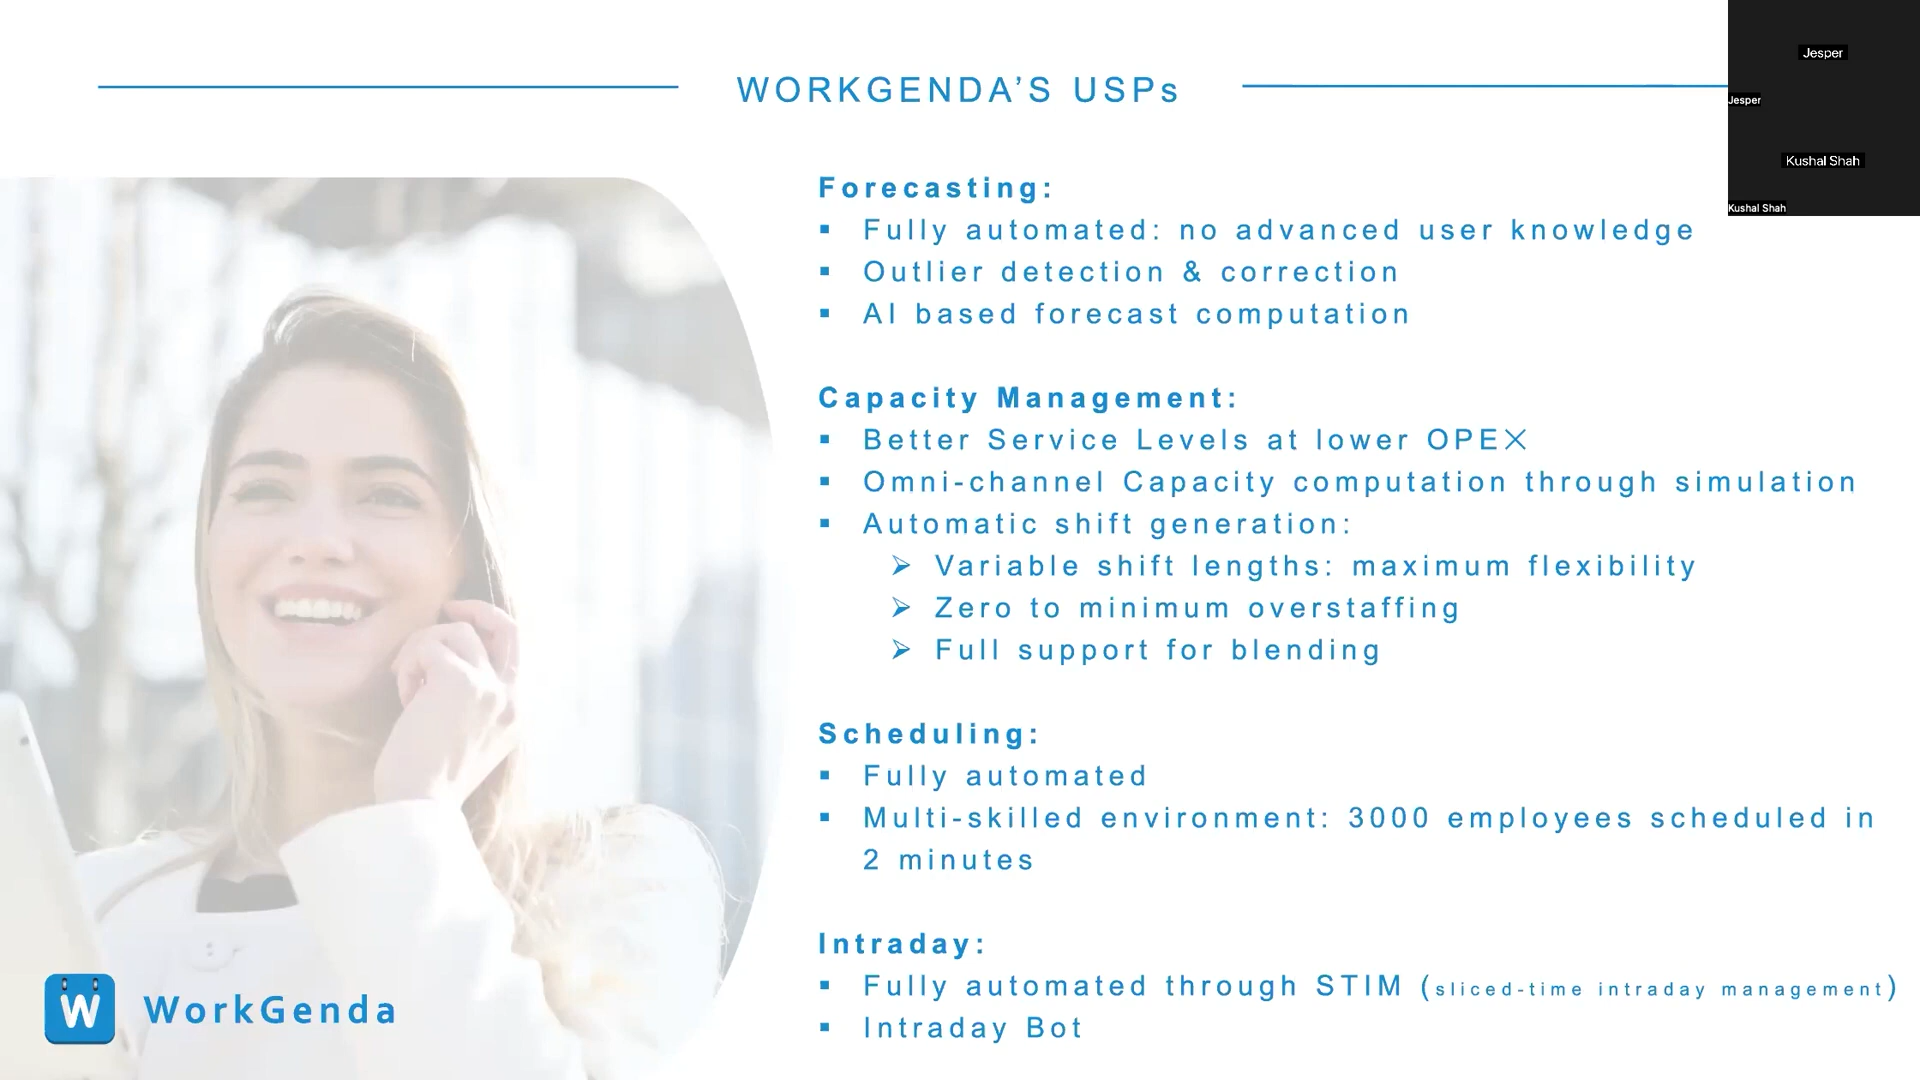 WORKGENDA’S USPs
Jesper
Jesper
Kushal Shah
Kushal Shah
Forecasting:
▪ Fully automated: no advanced user knowledge
▪ Outlier detection & correction
▪ AI based forecast computation
Capacity Management:
▪ Better Service Levels at lower OPEX
▪ Omni-channel Capacity computation through simulation
▪ Automatic shift generation:
➢ Variable shift lengths: maximum flexibility
➢ Zero to minimum overstaffing
➢ Full support for blending
Scheduling:
▪ Fully automated
▪ Multi-skilled environment: 3000 employees scheduled in
2 minutes
Intraday:
▪ Fully automated through STIM (sliced-time intraday management)
▪ Intraday Bot
W WorkGenda